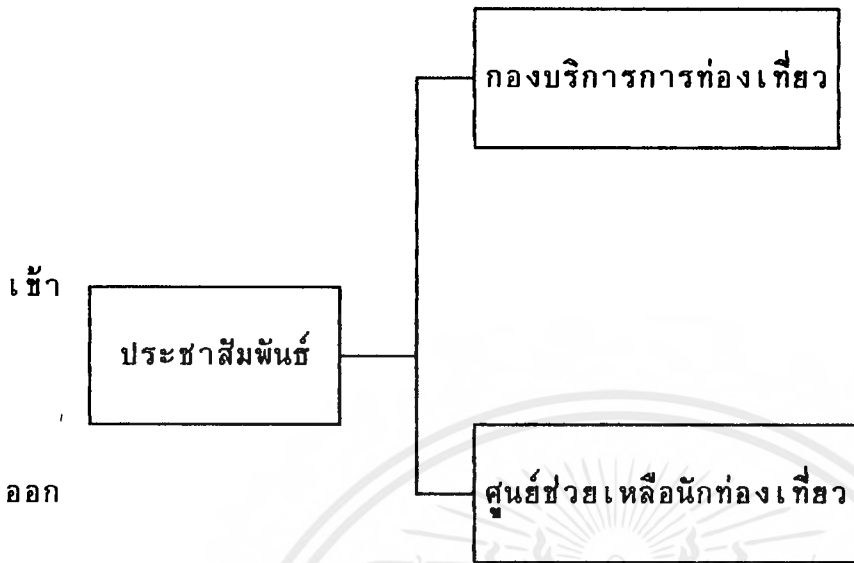 กองบริการการท่องเที่ยว
เข้า
ประชาสัมพันธ์
ออก
ศูนย์ช่วยเหลือนักท่องเที่ยว